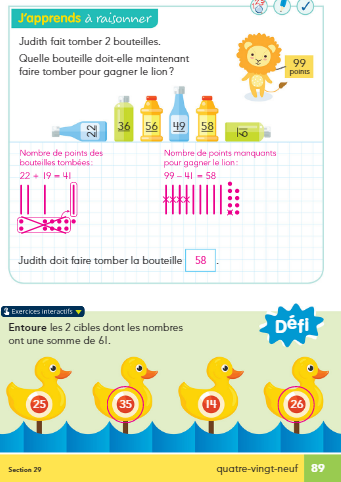 J'apprends à raisonner
Judith fait tomber 2 bouteilles.
Quelle bouteille doit-elle maintenant
faire tomber pour gagner le lion?
99
points
22
36
56
49
58
19
Nombre de points des
bouteilles tombées:
22 + 19 = 41
Nombre de points manquants
pour gagner le lion:
99 – 41 = 58
Judith doit faire tomber la bouteille 58 .
Exercices interactifs
Défi
Entoure les 2 cibles dont les nombres
ont une somme de 61.
25
35
14
26
Section 29
quatre-vingt-neuf 89